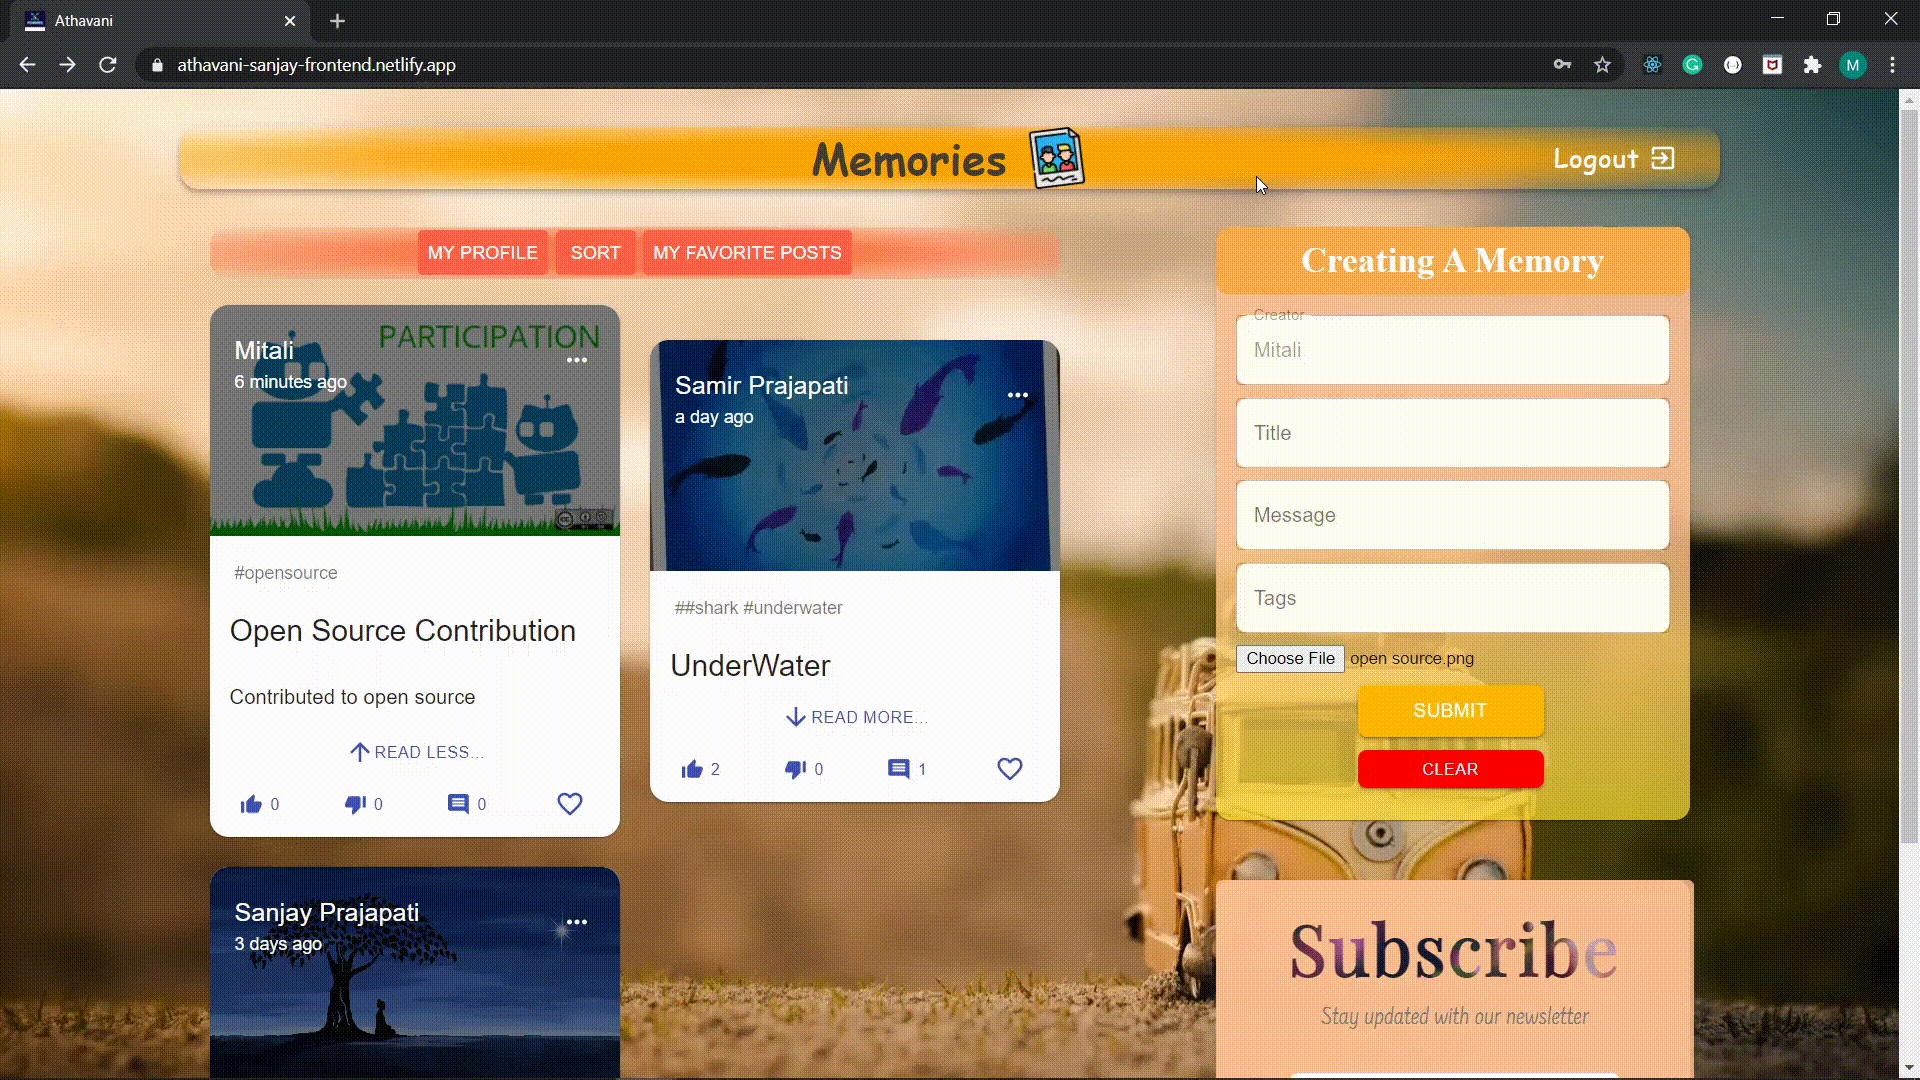 Athavani
athavani-sanjay-frontend.netlify.app
M
Memories
Logout
MY PROFILE
SORT
MY FAVORITE POSTS
PARTICIPATION
Mitali
6 minutes ago
#opensource
Open Source Contribution
Contributed to open source
READ LESS...
0
0
0
Samir Prajapati
a day ago
##shark #underwater
UnderWater
READ MORE...
2
0
1
Sanjay Prajapati
3 days ago
Creating A Memory
Creator
Mitali
Title
Message
Tags
Choose File open source.png
SUBMIT
CLEAR
Subscribe
Stay updated with our newsletter